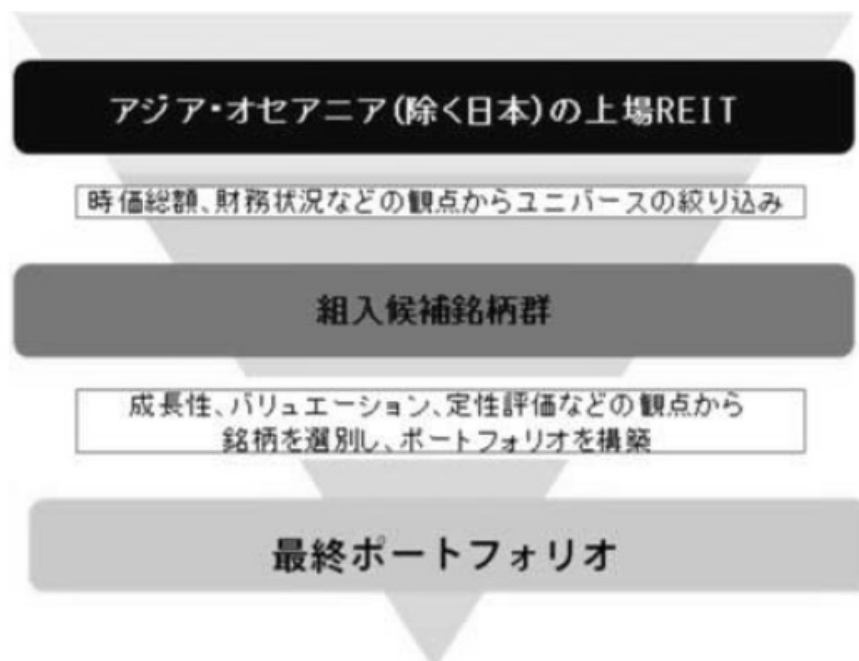 アジア・オセアニア(除く日本)の上場REIT
時価総額、財務状況などの観点からユニバースの絞り込み
組入候補銘柄群
成長性、バリュエーション、定性評価などの観点から
銘柄を選別し、ポートフォリオを構築
最終ポートフォリオ